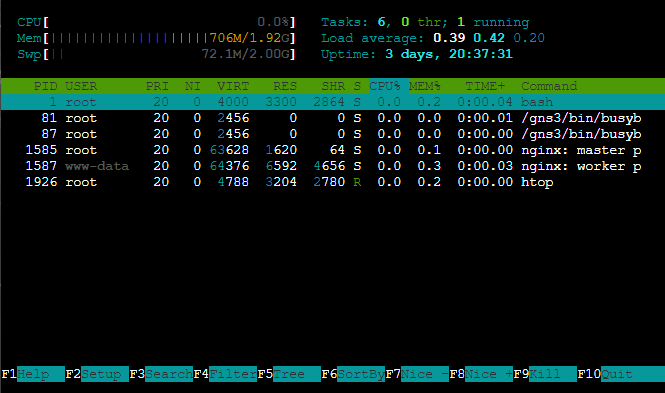 CPU[ 0.0%] Tasks: 6, 0 thr; 1 running
Mem[||||||||||||||||||||706M/1.92G] Load average: 0.39 0.42 0.20
Swp[|| 72.1M/2.00G] Uptime: 3 days, 20:37:31
PID USER PRI NI VIRT RES SHR S CPU% MEM% TIME+ Command
1 root 20 0 4000 3300 2864 S 0.0 0.2 0:00.04 bash
81 root 20 0 2456 0 0 S 0.0 0.0 0:00.01 /gns3/bin/busyb
87 root 20 0 2456 0 0 S 0.0 0.0 0:00.00 /gns3/bin/busyb
1585 root 20 0 63628 1620 64 S 0.0 0.1 0:00.00 nginx: master p
1587 www-data 20 0 64376 6592 4656 S 0.0 0.3 0:00.03 nginx: worker p
1926 root 20 0 4788 3204 2780 R 0.0 0.2 0:00.00 htop
F1Help F2Setup F3SearchF4FilterF5Tree F6SortByF7Nice -F8Nice +F9Kill F10Quit